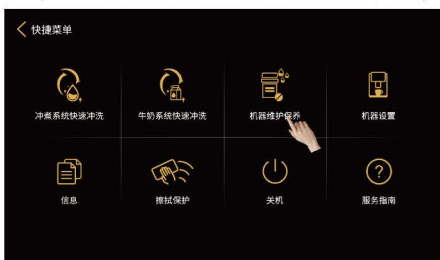 快捷菜单
冲煮系统快速冲洗
牛奶系统快速冲洗
机器维护保养
机器设置
信息
擦拭保护
关机
服务指南